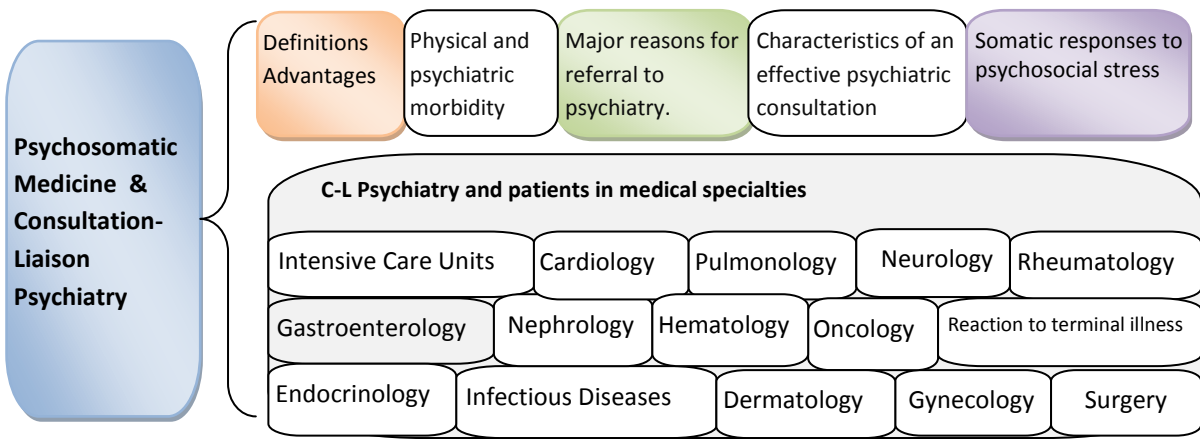 Psychosomatic
Medicine &
Consultation-
Liaison
Psychiatry
Definitions
Advantages
Physical and
psychiatric
morbidity
Major reasons for
referral to
psychiatry.
Characteristics of an
effective psychiatric
consultation
Somatic responses to
psychosocial stress
C-L Psychiatry and patients in medical specialties
Intensive Care Units
Cardiology
Pulmonology
Neurology
Rheumatology
Gastroenterology
Nephrology
Hematology
Oncology
Reaction to terminal illness
Endocrinology
Infectious Diseases
Dermatology
Gynecology
Surgery